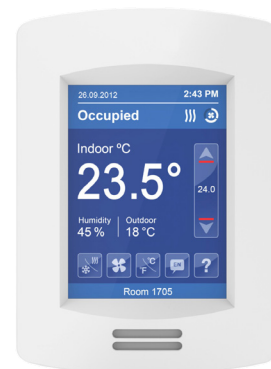 26.09.2012 2:43 PM
Occupied
Indoor ºC
23.5°
24.0
Humidity Outdoor
45 % 18 °C
°C
°F
EN
?
Room 1705